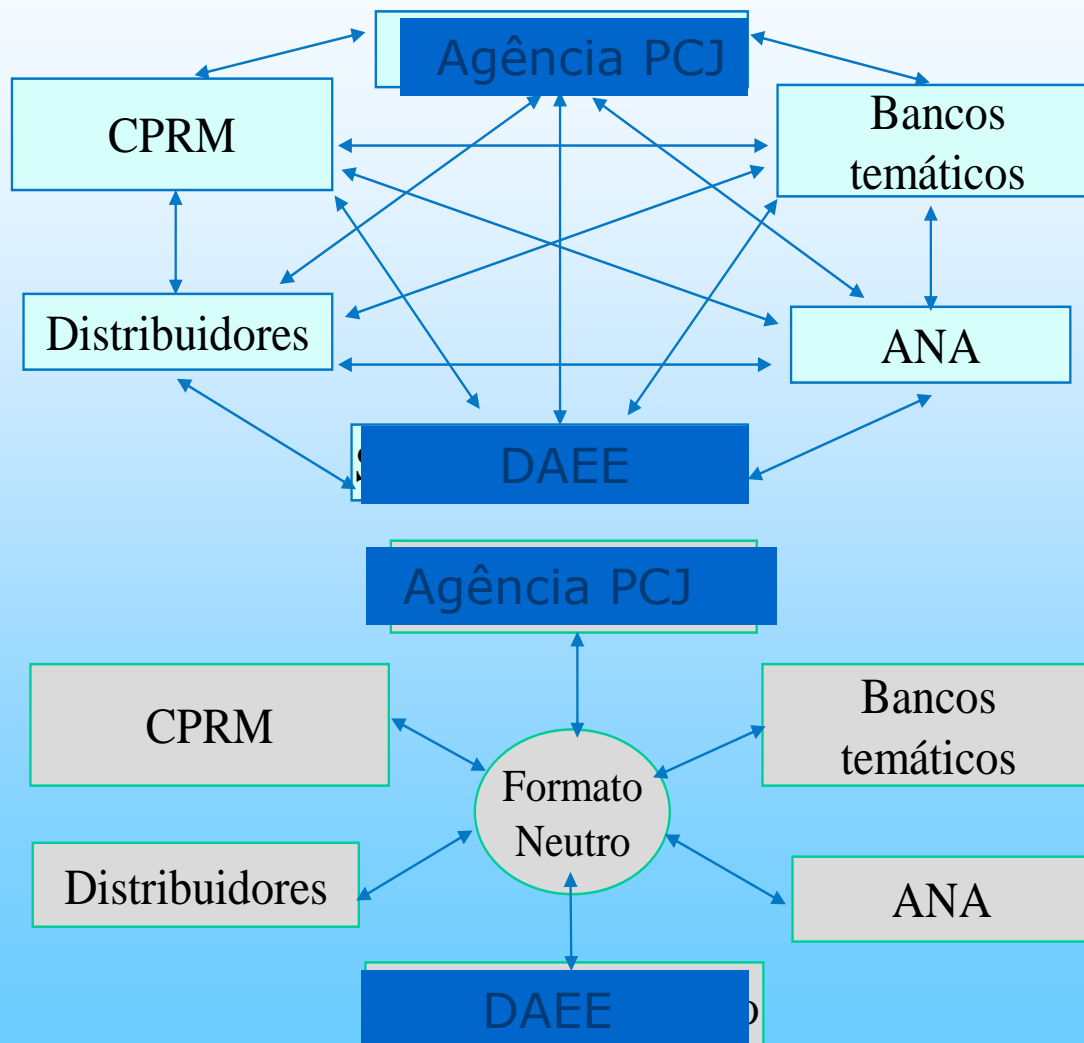 Agência PCJ
CPRM
Bancos
temáticos
Distribuidores
ANA
DAEE
Agência PCJ
CPRM
Bancos
temáticos
Formato
Neutro
Distribuidores
ANA
DAEE